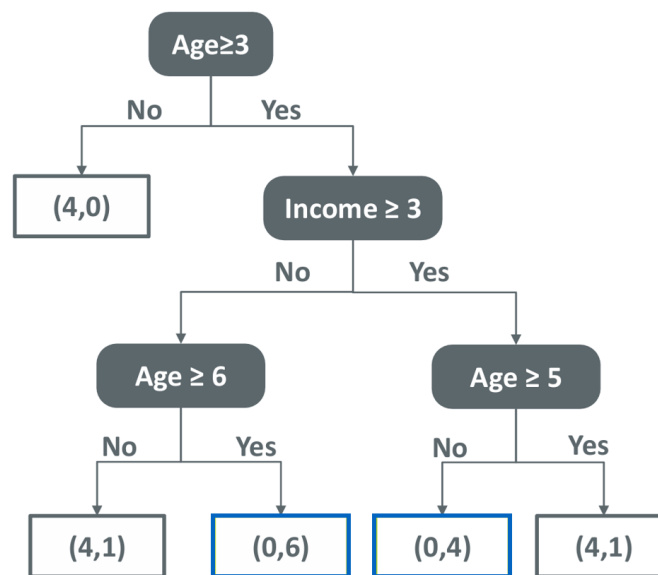 Age≥3
No Yes
(4,0)
Income ≥ 3
No Yes
Age ≥ 6
Age ≥ 5
No Yes
No Yes
(4,1)
(0,6)
(0,4)
(4,1)